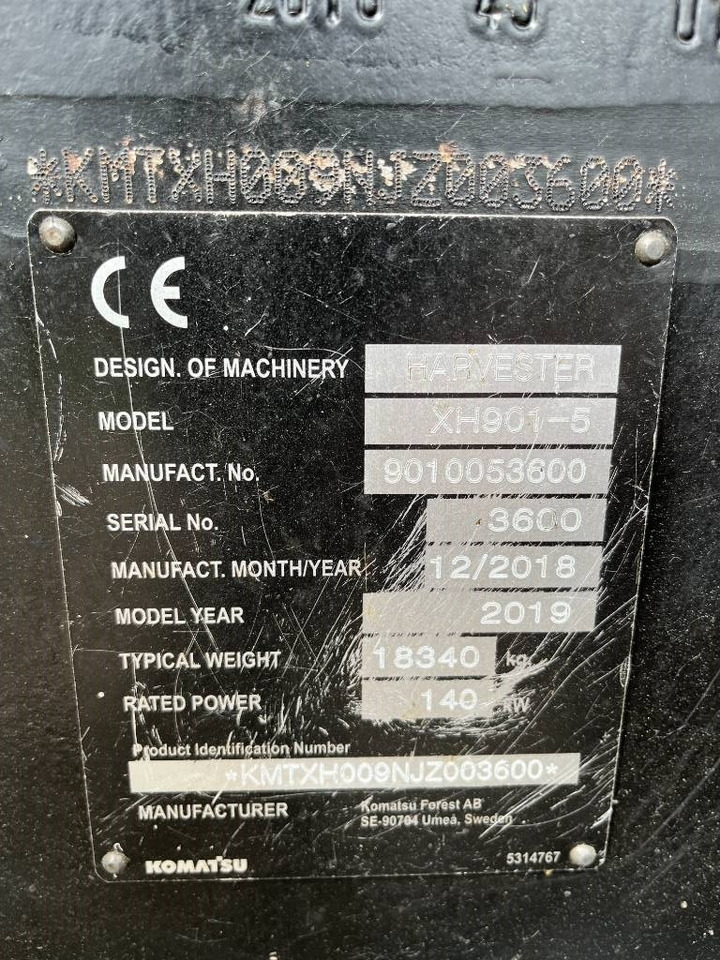 *KMTXH009NJZ003600*
CE
DESIGN. OF MACHINERY HARVESTER
MODEL XH901-5
MANUFACT. No. 9010053600
SERIAL No. 3600
MANUFACT. MONTH/YEAR 12/2018
MODEL YEAR 2019
TYPICAL WEIGHT 18340 kg
RATED POWER 140 kW
Product Identification Number
*KMTXH009NJZ003600*
MANUFACTURER Komatsu Forest AB
SE-90704 Umeå, Sweden
KOMATSU 5314767